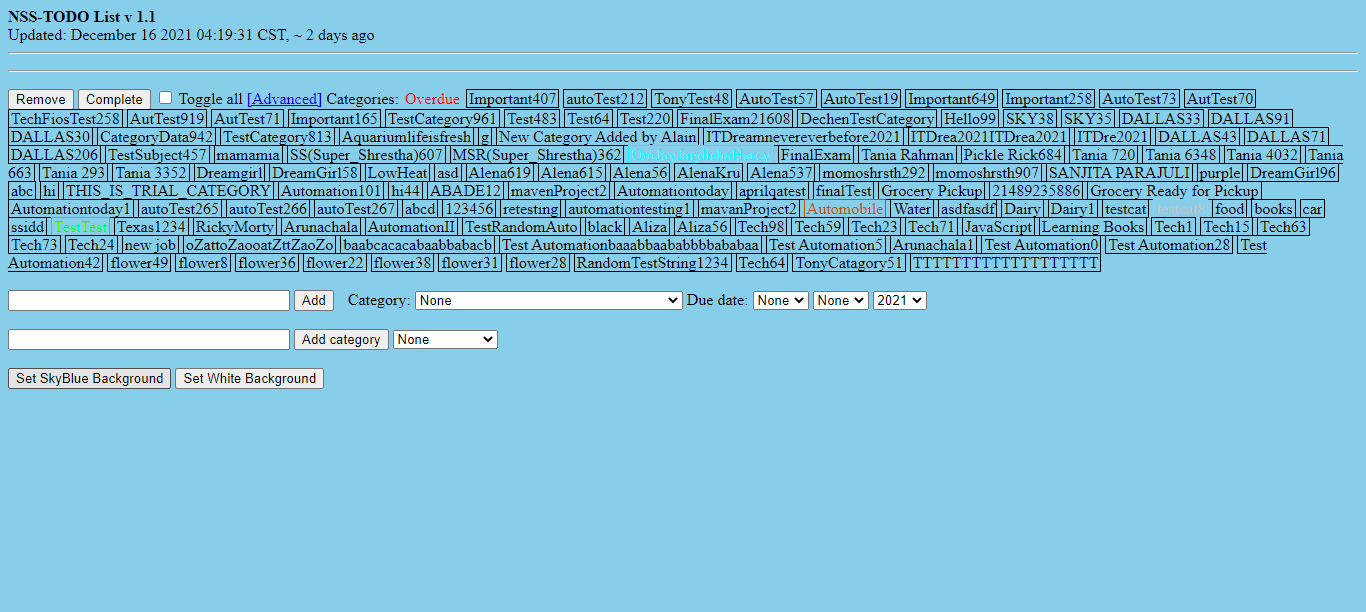 NSS-TODO List v 1.1
Updated: December 16 2021 04:19:31 CST, ~ 2 days ago
Remove Complete Toggle all [Advanced] Categories: Overdue Important407 autoTest212 TonyTest48 AutoTest57 AutoTest19 Important649 Important258 AutoTest73 AutTest70
TechFiosTest258 AutTest919 AutTest71 Important165 TestCategory961 Test483 Test64 Test220 FinalExam21608 DechenTestCategory Hello99 SKY38 SKY35 DALLAS33 DALLAS91
DALLAS30 CategoryData942 TestCategory813 Aquariumlifeisfresh g New Category Added by Alain ITDreamnevereverbefore2021 ITDrea2021ITDrea2021 ITDre2021 DALLAS43 DALLAS71
DALLAS206 TestSubject457 mamamia SS(Super_Shrestha)607 MSR(Super_Shrestha)362 FinalExam Tania Rahman Pickle Rick684 Tania 720 Tania 6348 Tania 4032 Tania
663 Tania 293 Tania 3352 Dreamgirl DreamGirl58 LowHeat asd Alena619 Alena615 Alena56 AlenaKru Alena537 momoshrsth292 momoshrsth907 SANJITA PARAJULI purple DreamGirl96
abc hi THIS_IS_TRIAL_CATEGORY Automation101 hi44 ABADE12 mavenProject2 Automationtoday aprilqatest finalTest Grocery Pickup 21489235886 Grocery Ready for Pickup
Automationtoday1 autoTest265 autoTest266 autoTest267 abcd 123456 retesting automationtesting1 mavanProject2 Automobile Water asdfasdf Dairy Dairy1 testcat food books car
ssidd TestTest Texas1234 RickyMorty Arunachala AutomationII TestRandomAuto black Aliza Aliza56 Tech98 Tech59 Tech23 Tech71 JavaScript Learning Books Tech1 Tech15 Tech63
Tech73 Tech24 new job oZattoZaooatZttZaoZo baabcacacabaabbabacb Test Automationbaaabbaababbbbababaa Test Automation5 Arunachala1 Test Automation0 Test Automation28 Test
Automation42 flower49 flower8 flower36 flower22 flower38 flower31 flower28 RandomTestString1234 Tech64 TonyCatagory51 TTTTTTTTTTTTTTTTTTT
Add Category: None Due date: None None 2021
Add category None
Set SkyBlue Background Set White Background